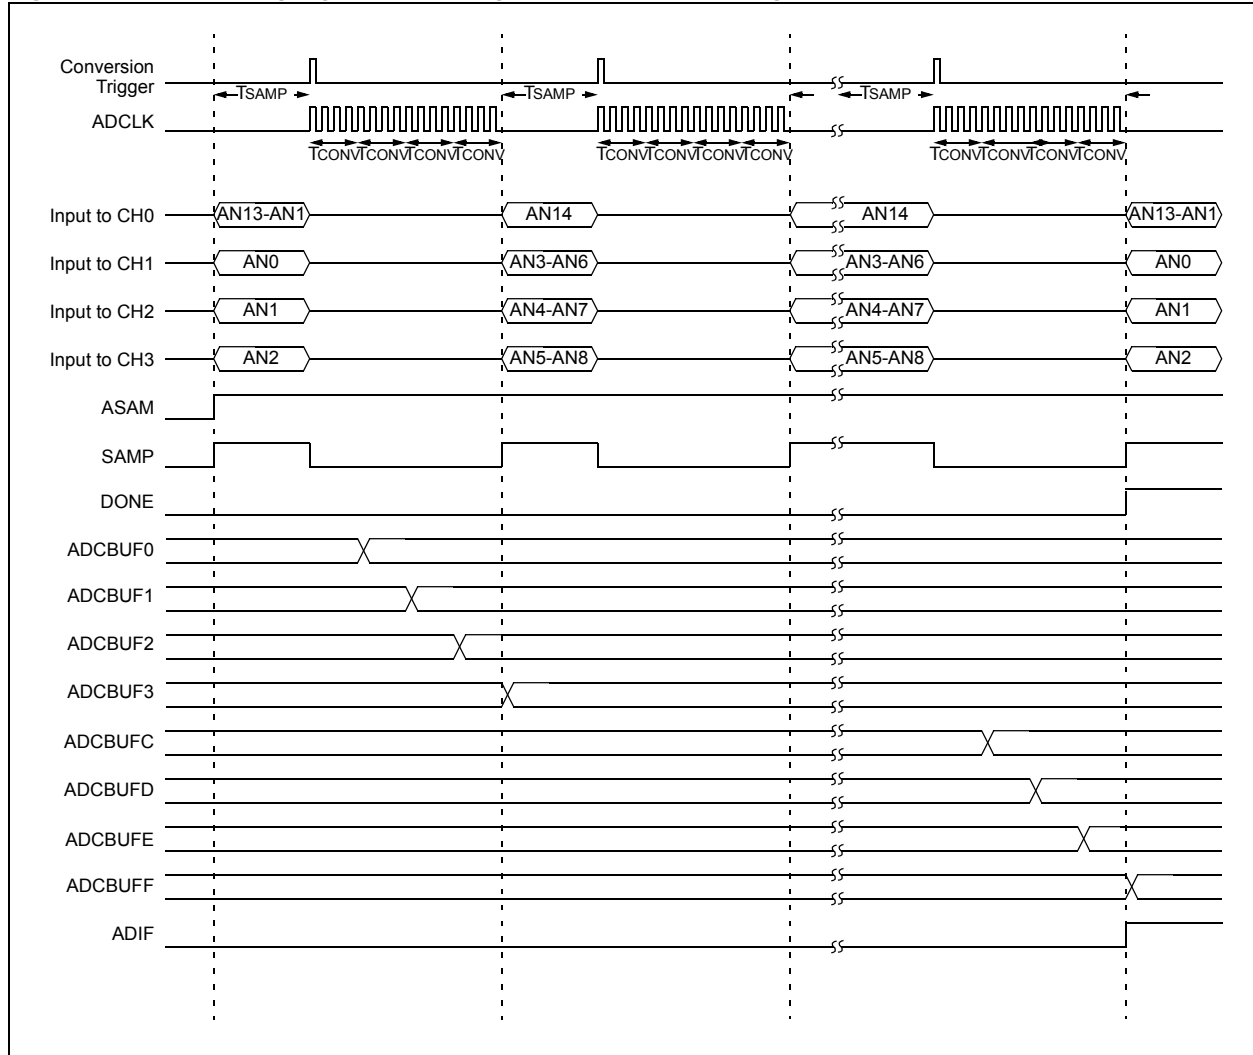 Conversion
Trigger
TSAMP TSAMP TSAMP
ADCLK
TCONV TCONV TCONV TCONV TCONV TCONV TCONV TCONV TCONV TCONV TCONV TCONV
Input to CH0 AN13-AN1 AN14 AN14 AN13-AN1
Input to CH1 AN0 AN3-AN6 AN3-AN6 AN0
Input to CH2 AN1 AN4-AN7 AN4-AN7 AN1
Input to CH3 AN2 AN5-AN8 AN5-AN8 AN2
ASAM
SAMP
DONE
ADCBUF0
ADCBUF1
ADCBUF2
ADCBUF3
ADCBUFC
ADCBUFD
ADCBUFE
ADCBUFF
ADIF